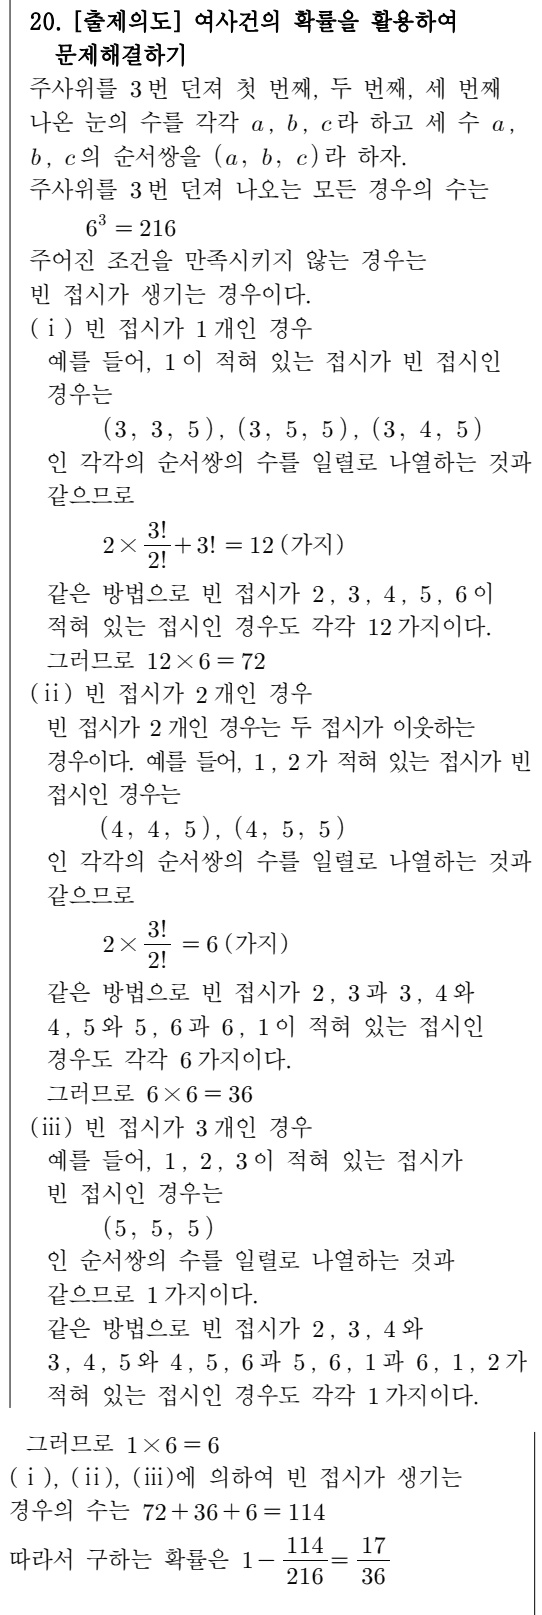 20. [출제의도] 여사건의 확률을 활용하여
문제해결하기
주사위를 3번 던져 첫 번째, 두 번째, 세 번째
나온 눈의 수를 각각 a, b, c라 하고 세 수 a,
b, c의 순서쌍을 (a, b, c)라 하자.
주사위를 3번 던져 나오는 모든 경우의 수는
6³ = 216
주어진 조건을 만족시키지 않는 경우는
빈 접시가 생기는 경우이다.
(ⅰ) 빈 접시가 1개인 경우
예를 들어, 1이 적혀 있는 접시가 빈 접시인
경우는
(3, 3, 5), (3, 5, 5), (3, 4, 5)
인 각각의 순서쌍의 수를 일렬로 나열하는 것과
같으므로
2 × 3!/2! + 3! = 12 (가지)
같은 방법으로 빈 접시가 2, 3, 4, 5, 6이
적혀 있는 접시인 경우도 각각 12가지이다.
그러므로 12 × 6 = 72
(ⅱ) 빈 접시가 2개인 경우
빈 접시가 2개인 경우는 두 접시가 이웃하는
경우이다. 예를 들어, 1, 2가 적혀 있는 접시가 빈
접시인 경우는
(4, 4, 5), (4, 5, 5)
인 각각의 순서쌍의 수를 일렬로 나열하는 것과
같으므로
2 × 3!/2! = 6 (가지)
같은 방법으로 빈 접시가 2, 3과 3, 4와
4, 5와 5, 6과 6, 1이 적혀 있는 접시인
경우도 각각 6가지이다.
그러므로 6 × 6 = 36
(ⅲ) 빈 접시가 3개인 경우
예를 들어, 1, 2, 3이 적혀 있는 접시가
빈 접시인 경우는
(5, 5, 5)
인 순서쌍의 수를 일렬로 나열하는 것과
같으므로 1가지이다.
같은 방법으로 빈 접시가 2, 3, 4와
3, 4, 5와 4, 5, 6과 5, 6, 1과 6, 1, 2가
적혀 있는 접시인 경우도 각각 1가지이다.
그러므로 1 × 6 = 6
(ⅰ), (ⅱ), (ⅲ)에 의하여 빈 접시가 생기는
경우의 수는 72 + 36 + 6 = 114
따라서 구하는 확률은 1 − 114/216 = 17/36